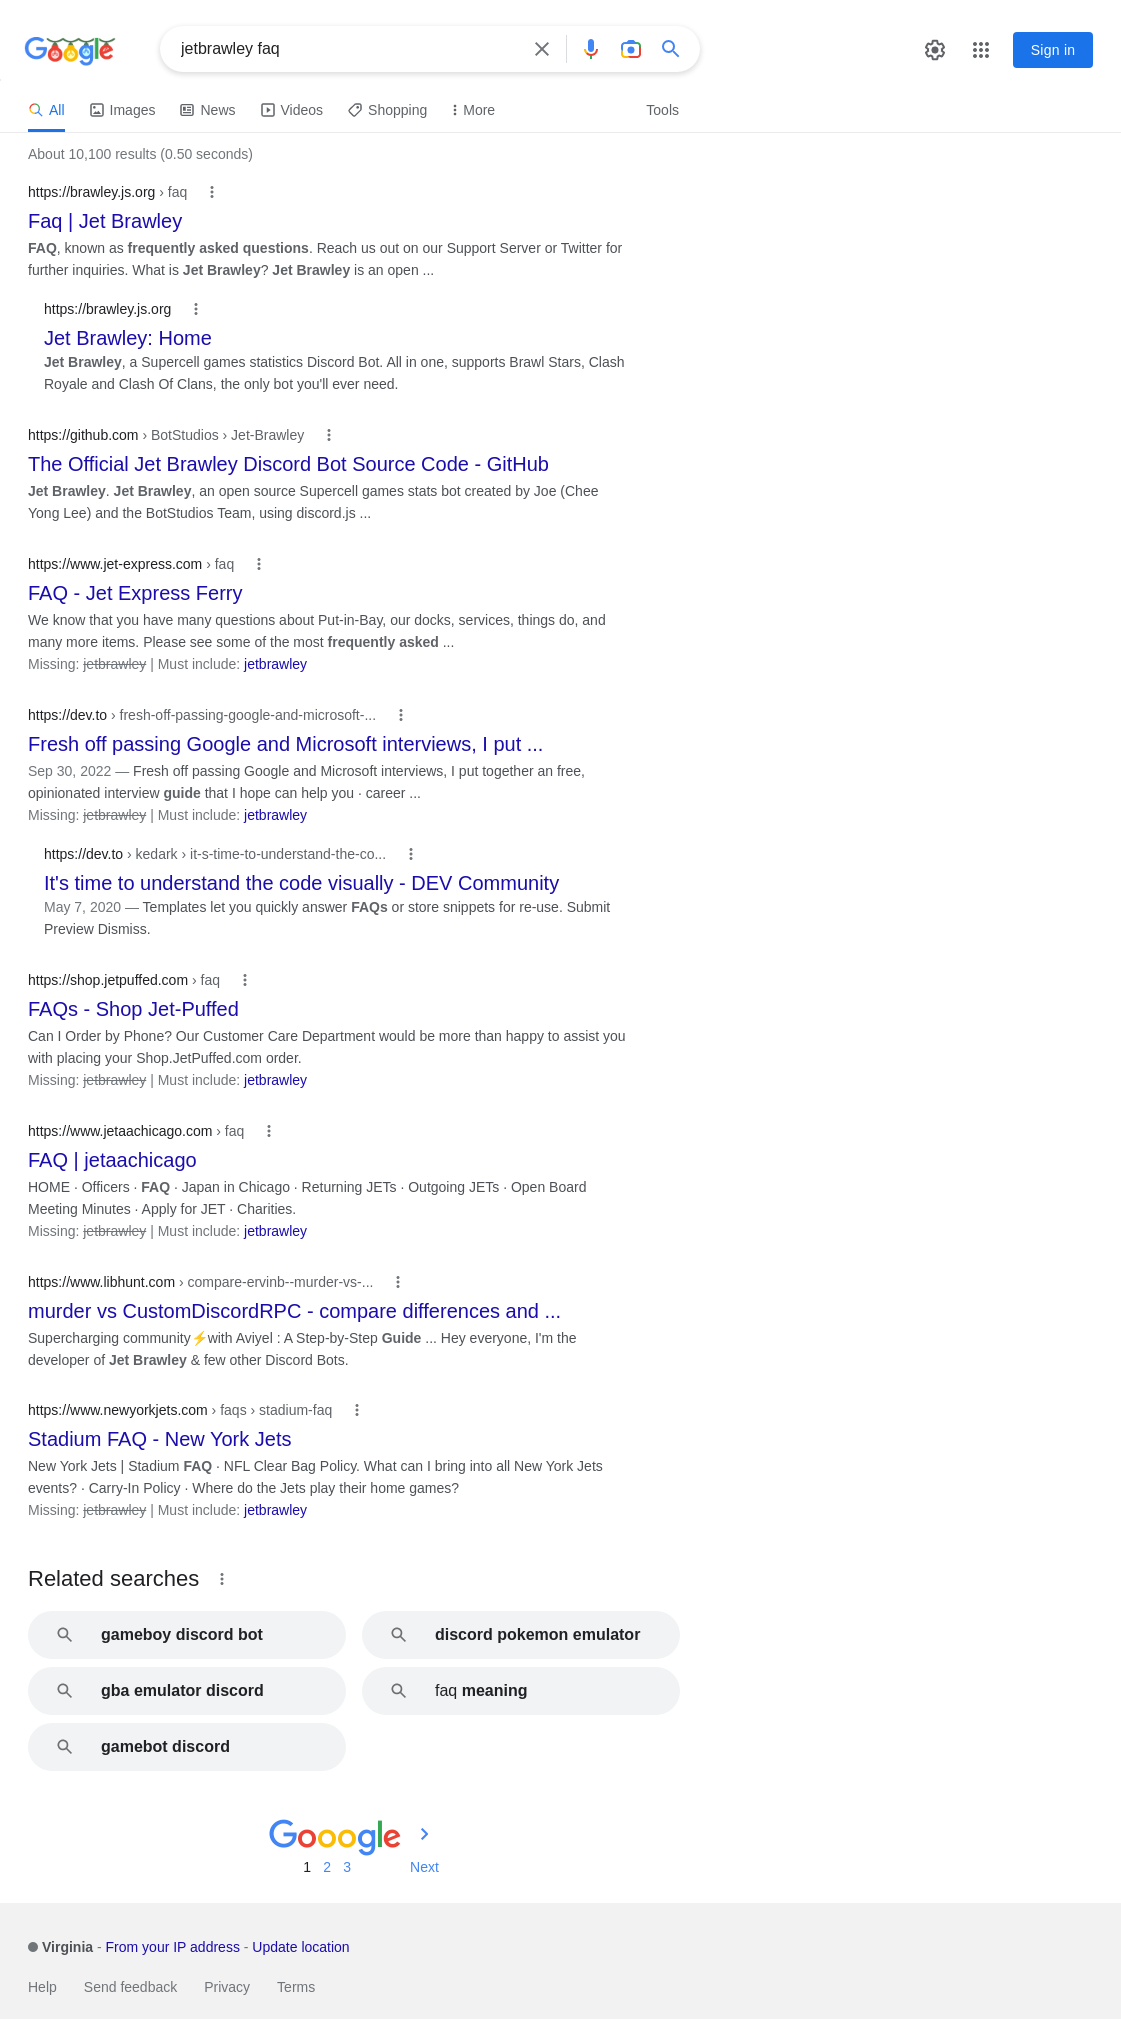 Google
jetbrawley faq
Sign in
All Images News Videos Shopping More Tools
About 10,100 results (0.50 seconds)
https://brawley.js.org › faq
Faq | Jet Brawley
FAQ, known as frequently asked questions. Reach us out on our Support Server or Twitter for
further inquiries. What is Jet Brawley? Jet Brawley is an open ...
https://brawley.js.org
Jet Brawley: Home
Jet Brawley, a Supercell games statistics Discord Bot. All in one, supports Brawl Stars, Clash
Royale and Clash Of Clans, the only bot you'll ever need.
https://github.com › BotStudios › Jet-Brawley
The Official Jet Brawley Discord Bot Source Code - GitHub
Jet Brawley. Jet Brawley, an open source Supercell games stats bot created by Joe (Chee
Yong Lee) and the BotStudios Team, using discord.js ...
https://www.jet-express.com › faq
FAQ - Jet Express Ferry
We know that you have many questions about Put-in-Bay, our docks, services, things do, and
many more items. Please see some of the most frequently asked ...
Missing: jetbrawley | Must include: jetbrawley
https://dev.to › fresh-off-passing-google-and-microsoft-...
Fresh off passing Google and Microsoft interviews, I put ...
Sep 30, 2022 — Fresh off passing Google and Microsoft interviews, I put together an free,
opinionated interview guide that I hope can help you · career ...
Missing: jetbrawley | Must include: jetbrawley
https://dev.to › kedark › it-s-time-to-understand-the-co...
It's time to understand the code visually - DEV Community
May 7, 2020 — Templates let you quickly answer FAQs or store snippets for re-use. Submit
Preview Dismiss.
https://shop.jetpuffed.com › faq
FAQs - Shop Jet-Puffed
Can I Order by Phone? Our Customer Care Department would be more than happy to assist you
with placing your Shop.JetPuffed.com order.
Missing: jetbrawley | Must include: jetbrawley
https://www.jetaachicago.com › faq
FAQ | jetaachicago
HOME · Officers · FAQ · Japan in Chicago · Returning JETs · Outgoing JETs · Open Board
Meeting Minutes · Apply for JET · Charities.
Missing: jetbrawley | Must include: jetbrawley
https://www.libhunt.com › compare-ervinb--murder-vs-...
murder vs CustomDiscordRPC - compare differences and ...
Supercharging community⚡with Aviyel : A Step-by-Step Guide ... Hey everyone, I'm the
developer of Jet Brawley & few other Discord Bots.
https://www.newyorkjets.com › faqs › stadium-faq
Stadium FAQ - New York Jets
New York Jets | Stadium FAQ · NFL Clear Bag Policy. What can I bring into all New York Jets
events? · Carry-In Policy · Where do the Jets play their home games?
Missing: jetbrawley | Must include: jetbrawley
Related searches
gameboy discord bot
discord pokemon emulator
gba emulator discord
faq meaning
gamebot discord
Gooogle
1 2 3 Next
Virginia - From your IP address - Update location
Help Send feedback Privacy Terms